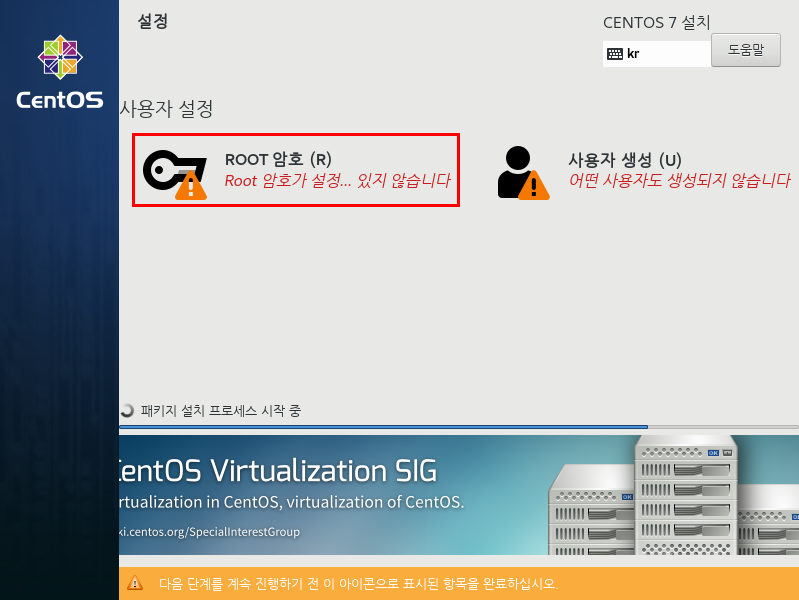 설정
CENTOS 7 설치
kr
도움말
CentOS
사용자 설정
ROOT 암호 (R)
Root 암호가 설정... 있지 않습니다
사용자 생성 (U)
어떤 사용자도 생성되지 않습니다
패키지 설치 프로세스 시작 중
CentOS Virtualization SIG
rtualization in CentOS, virtualization of CentOS.
ki.centos.org/SpecialInterestGroup
OK
OK
OK
다음 단계를 계속 진행하기 전 이 아이콘으로 표시된 항목을 완료하십시오.